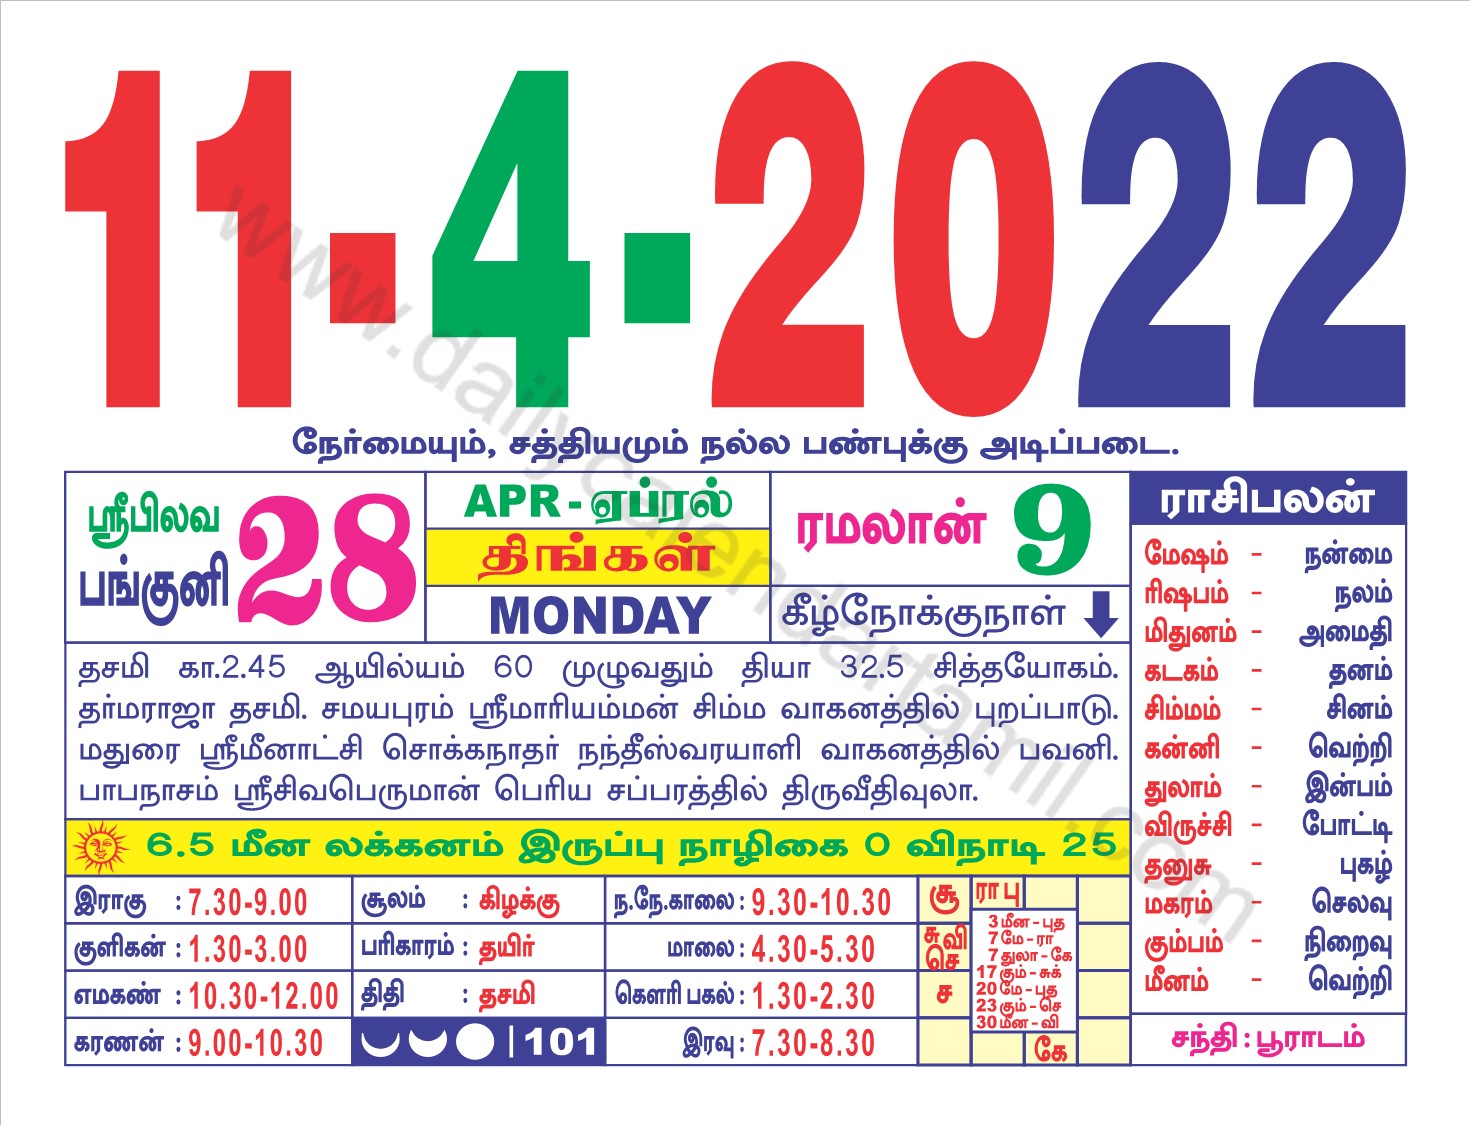 11-4-2022
நேர்மையும், சத்தியமும் நல்ல பண்புக்கு அடிப்படை.
ஸ்ரீபிலவ
பங்குனி 28
APR - ஏப்ரல்
திங்கள்
MONDAY
ரமலான் 9
கீழ்நோக்குநாள்
தசமி கா.2.45 ஆயில்யம் 60 முழுவதும் தியா 32.5 சித்தயோகம்.
தர்மராஜா தசமி. சமயபுரம் ஸ்ரீமாரியம்மன் சிம்ம வாகனத்தில் புறப்பாடு.
மதுரை ஸ்ரீமீனாட்சி சொக்கநாதர் நந்தீஸ்வரயாளி வாகனத்தில் பவனி.
பாபநாசம் ஸ்ரீசிவபெருமான் பெரிய சப்பரத்தில் திருவீதிவுலா.
6.5 மீன லக்கனம் இருப்பு நாழிகை 0 விநாடி 25
இராகு : 7.30-9.00
குளிகன் : 1.30-3.00
எமகண் : 10.30-12.00
கரணன் : 9.00-10.30
சூலம் : கிழக்கு
பரிகாரம் : தயிர்
திதி : தசமி
101
ந.நே.காலை : 9.30-10.30
மாலை : 4.30-5.30
கௌரி பகல் : 1.30-2.30
இரவு : 7.30-8.30
சூ ரா பு
சு வி
செ
ச
கே
3 மீன - புத
7 மே - ரா
7 துலா - கே
17 கும் - சுக்
20 மே - புத
23 கும் - செ
30 மீன - வி
ராசிபலன்
மேஷம் - நன்மை
ரிஷபம் - நலம்
மிதுனம் - அமைதி
கடகம் - தனம்
சிம்மம் - சினம்
கன்னி - வெற்றி
துலாம் - இன்பம்
விருச்சி - போட்டி
தனுசு - புகழ்
மகரம் - செலவு
கும்பம் - நிறைவு
மீனம் - வெற்றி
சந்தி : பூராடம்
www.dailycalendartamil.com